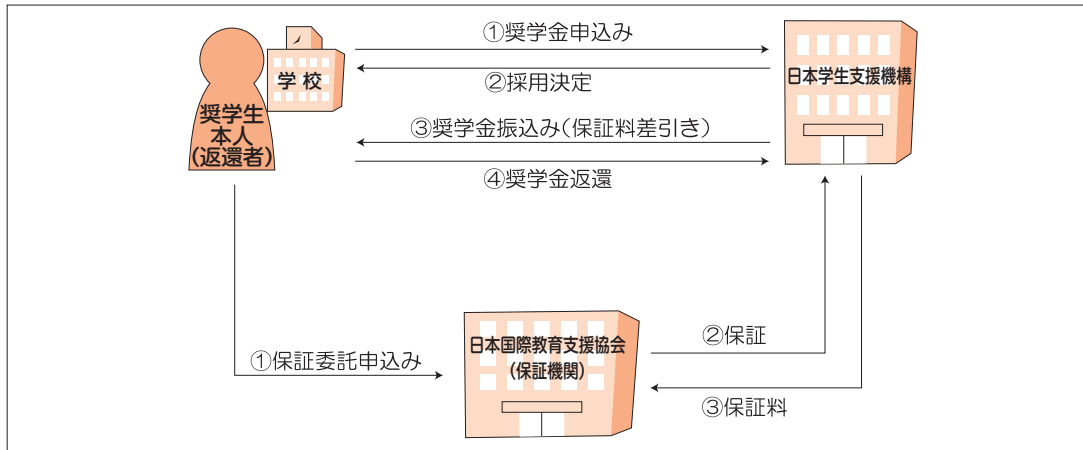 ①奨学金申込み
学校
日本学生支援機構
②採用決定
奨学生
本人
(返還者)
③奨学金振込み(保証料差引き)
④奨学金返還
日本国際教育支援協会
(保証機関)
②保証
①保証委託申込み
③保証料